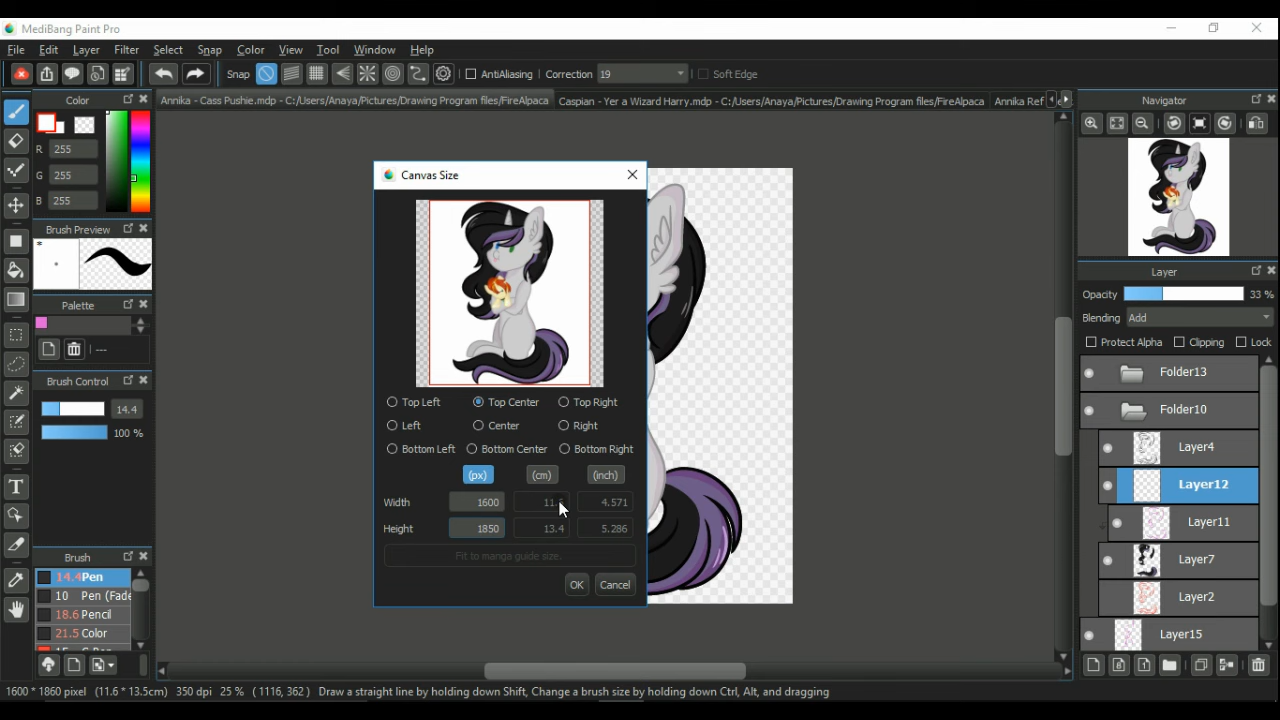 MediBang Paint Pro
File Edit Layer Filter Select Snap Color View Tool Window Help
Snap AntiAliasing Correction 19 Soft Edge
Color
Annika - Cass Pushie.mdp - C:/Users/Anaya/Pictures/Drawing Program files/FireAlpaca Caspian - Yer a Wizard Harry.mdp - C:/Users/Anaya/Pictures/Drawing Program files/FireAlpaca Annika Ref
Navigator
R 255
G 255
B 255
Brush Preview
*
Palette
---
Brush Control
14.4
100 %
T
Brush
14.4 Pen
10 Pen (Fade
18.6 Pencil
21.5 Color
Canvas Size
Top Left Top Center Top Right
Left Center Right
Bottom Left Bottom Center Bottom Right
(px) (cm) (inch)
Width 1600 4.571
Height 1850 13.4 5.286
Fit to manga guide size.
OK Cancel
Layer
Opacity 33 %
Blending Add
Protect Alpha Clipping Lock
Folder13
Folder10
Layer4
Layer12
Layer11
Layer7
Layer2
Layer15
1600 * 1860 pixel (11.6 * 13.5cm) 350 dpi 25 % ( 1116, 362 ) Draw a straight line by holding down Shift, Change a brush size by holding down Ctrl, Alt, and dragging